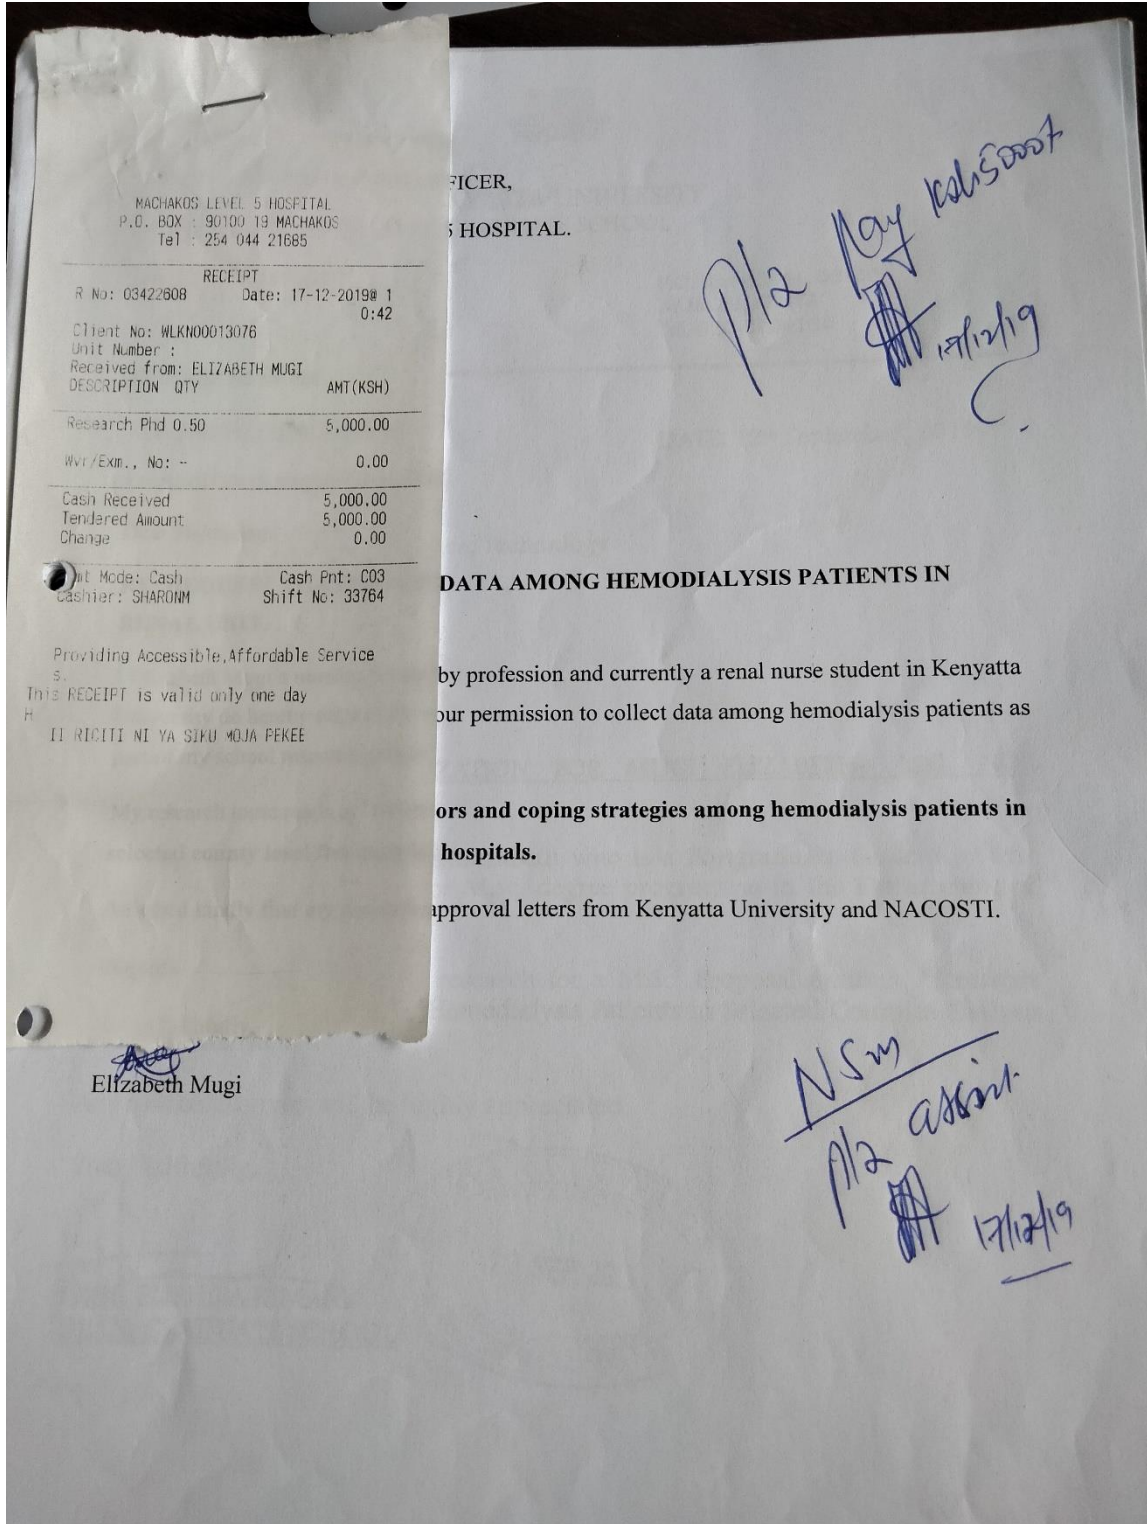 MACHAKOS LEVEL 5 HOSPITAL
P.O. BOX : 90100 19 MACHAKOS
Tel : 254 044 21685
RECEIPT
R No: 03422608 Date: 17-12-2019@ 1
0:42
Client No: WLKN00013076
Unit Number :
Received from: ELIZABETH MUGI
DESCRIPTION QTY AMT(KSH)
Research Phd 0.50 5,000.00
Wvr/Exm., No: -- 0.00
Cash Received 5,000.00
Tendered Amount 5,000.00
Change 0.00
Mode: Cash Cash Pnt: C03
Cashier: SHARONM Shift No: 33764
Providing Accessible,Affordable Service
S.
This RECEIPT is valid only one day
H
II RICITI NI YA SIKU MOJA PEKEE
FICER,
5 HOSPITAL.
plz pay Ksh5000/
17/12/19
DATA AMONG HEMODIALYSIS PATIENTS IN
by profession and currently a renal nurse student in Kenyatta
our permission to collect data among hemodialysis patients as
ors and coping strategies among hemodialysis patients in
hospitals.
approval letters from Kenyatta University and NACOSTI.
Elizabeth Mugi
NSM
plz assist
17/12/19